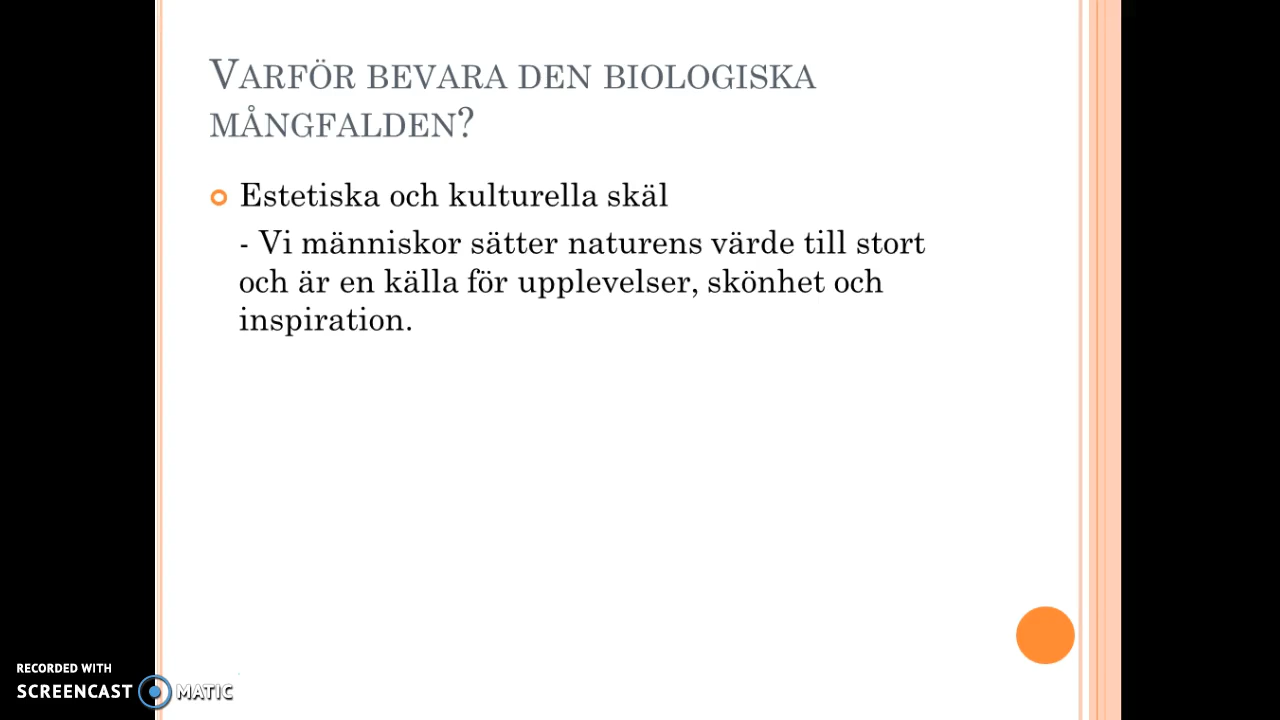 VARFÖR BEVARA DEN BIOLOGISKA
MÅNGFALDEN?
Estetiska och kulturella skäl
- Vi människor sätter naturens värde till stort
och är en källa för upplevelser, skönhet och
inspiration.
RECORDED WITH
SCREENCAST MATIC